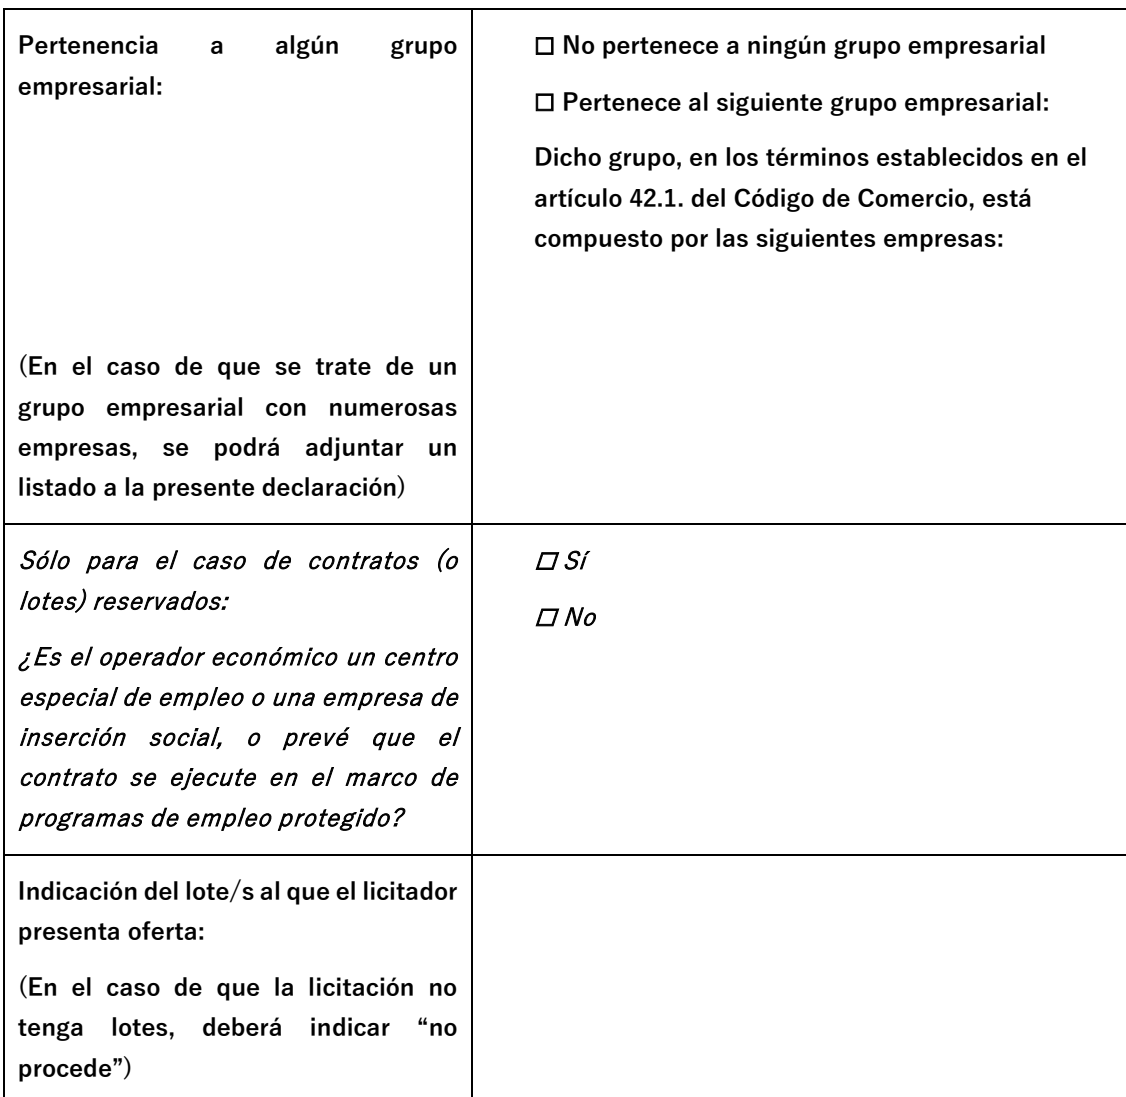 Pertenencia a algún grupo
empresarial:
(En el caso de que se trate de un
grupo empresarial con numerosas
empresas, se podrá adjuntar un
listado a la presente declaración)
☐ No pertenece a ningún grupo empresarial
☐ Pertenece al siguiente grupo empresarial:
Dicho grupo, en los términos establecidos en el
artículo 42.1. del Código de Comercio, está
compuesto por las siguientes empresas:
Sólo para el caso de contratos (o
lotes) reservados:
¿Es el operador económico un centro
especial de empleo o una empresa de
inserción social, o prevé que el
contrato se ejecute en el marco de
programas de empleo protegido?
☐ Sí
☐ No
Indicación del lote/s al que el licitador
presenta oferta:
(En el caso de que la licitación no
tenga lotes, deberá indicar “no
procede”)